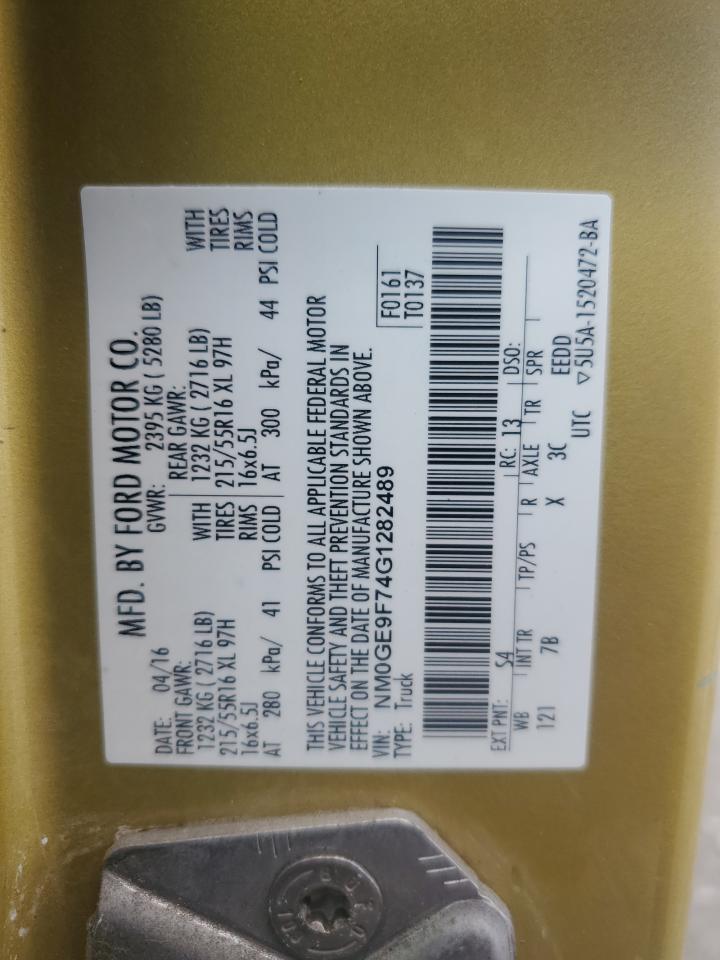 MFD. BY FORD MOTOR CO.
DATE: 04/16 GVWR: 2395 KG ( 5280 LB)
FRONT GAWR: REAR GAWR:
1232 KG ( 2716 LB) WITH 1232 KG ( 2716 LB) WITH
215/55R16 XL 97H TIRES 215/55R16 XL 97H TIRES
16x6.5J RIMS 16x6.5J RIMS
AT 280 kPa/ 41 PSI COLD AT 300 kPa/ 44 PSI COLD
THIS VEHICLE CONFORMS TO ALL APPLICABLE FEDERAL MOTOR
VEHICLE SAFETY AND THEFT PREVENTION STANDARDS IN
EFFECT ON THE DATE OF MANUFACTURE SHOWN ABOVE.
VIN: NM0GE9F74G1282489 F0161
TYPE: Truck T0137
EXT PNT: S4 RC: 13 DSO:
WB INT TR TP/PS R AXLE TR SPR
121 7B X 3C EEDD
UTC ▽5U5A-1520472-BA